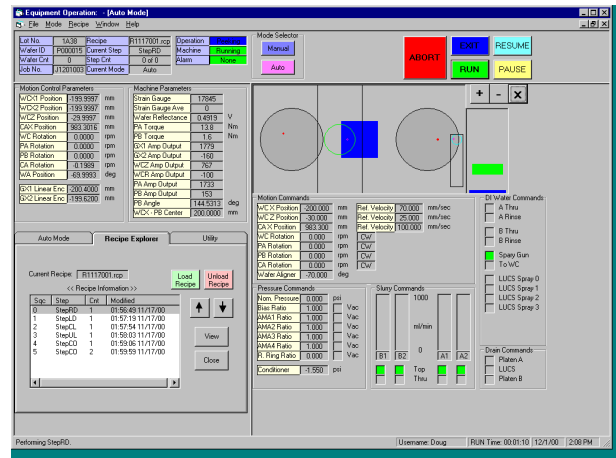 Equipment Operation: - [Auto Mode]
File Mode Recipe Window Help
Lot No. 1A38 Recipe R1117001.rcp Operation
Wafer ID P000015 Current Step StepRD Machine Running
Wafer Cnt 0 Step Cnt 0 of 0 Alarm None
Job No. J1201003 Current Mode Auto
Mode Selector
Manual
Auto
ABORT
EXIT
RESUME
RUN
PAUSE
Motion Control Parameters
WCX1 Position -199.9997 mm
WCX2 Position -199.9997 mm
WCZ Position -29.9997 mm
CAX Position 983.3016 mm
WC Rotation 0.0000 rpm
PA Rotation 0.0000 rpm
PB Rotation 0.0000 rpm
CA Rotation -0.1989 rpm
WA Position -69.9993 deg
GX1 Linear Enc -200.4000 mm
GX2 Linear Enc -199.6200 mm
Machine Parameters
Strain Gauge 17845
Strain Gauge Ave 0
Wafer Reflectance 0.4919 V
PA Torque 13.8 Nm
PB Torque 1.6 Nm
GX1 Amp Output 1779
GX2 Amp Output -160
WCZ Amp Output 767
WCR Amp Output -100
PA Amp Output 1733
PB Amp Output 153
PB Angle 144.5313 deg
WCX - PB Center 200.0000 mm
+ - X
Auto Mode
Recipe Explorer
Utility
Current Recipe: R1117001.rcp
Load Recipe
Unload Recipe
<< Recipe Information >>
Sqc Step Cnt Modified
0 StepRD 1 01:56:49 11/17/00
1 StepLD 1 01:57:19 11/17/00
2 StepCL 1 01:57:54 11/17/00
3 StepUL 1 01:58:03 11/17/00
4 StepCO 1 01:59:06 11/17/00
5 StepCO 2 01:59:59 11/17/00
View
Close
Motion Commands
WC X Position -200.000 mm Ref. Velocity 70.000 mm/sec
WC Z Position -30.000 mm Ref. Velocity 25.000 mm/sec
CA X Position 983.300 mm Ref. Velocity 100.000 mm/sec
WC Rotation 0.0 rpm CW
PA Rotation 0.0 rpm CW
PB Rotation 0.0 rpm CW
CA Rotation 0.0 rpm CW
Wafer Aligner -70.000 deg
Pressure Commands
Nom. Pressure 0.000 psi
Bias Ratio 0.000 Vac
AMA1 Ratio 0.000 Vac
AMA2 Ratio 0.000 Vac
AMA3 Ratio 0.000 Vac
AMA4 Ratio 0.000 Vac
R. Ring Ratio 0.000 Vac
Conditioner -1.550 psi
Slurry Commands
1000
ml/min
0
B1 B2 A1 A2
Top
Thru
DI Water Commands
A Thru
A Rinse
B Thru
B Rinse
Spary Gun
To WC
LUCS Spray 0
LUCS Spray 1
LUCS Spray 2
LUCS Spray 3
Drain Commands
Platen A
LUCS
Platen B
Performing StepRD. Username: Doug RUN Time: 00:01:10 12/1/00 2:08 PM